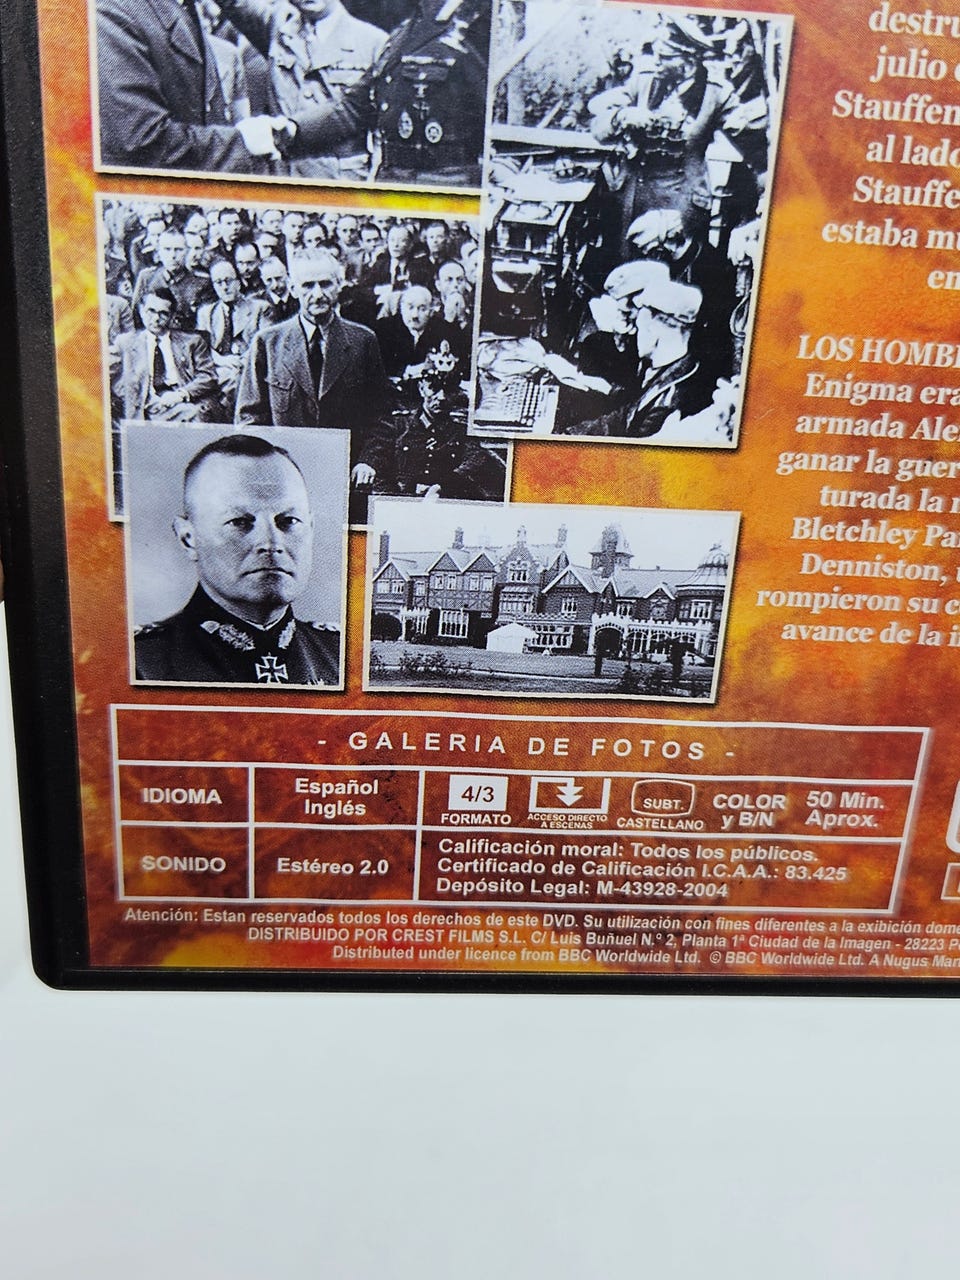 destru
julio
Stauffen
al lado
Stauffe
estaba mu
en
LOS HOMB
Enigma era
armada Ale
ganar la guer
turada la
Bletchley Pa
Denniston,
rompieron su c
avance de la i
- GALERIA DE FOTOS -
IDIOMA
Español
Inglés
4/3
FORMATO
ACCESO DIRECTO
A ESCENAS
SUBT.
CASTELLANO
COLOR
y B/N
50 Min.
Aprox.
SONIDO
Estéreo 2.0
Calificación moral: Todos los públicos.
Certificado de Calificación I.C.A.A.: 83.425
Depósito Legal: M-43928-2004
Atención: Estan reservados todos los derechos de este DVD. Su utilización con fines diferentes a la exibición dome
DISTRIBUIDO POR CREST FILMS S.L. C/ Luis Buñuel N.º 2, Planta 1ª Ciudad de la Imagen - 28223 P
Distributed under licence from BBC Worldwide Ltd. © BBC Worldwide Ltd. A Nugus Mar